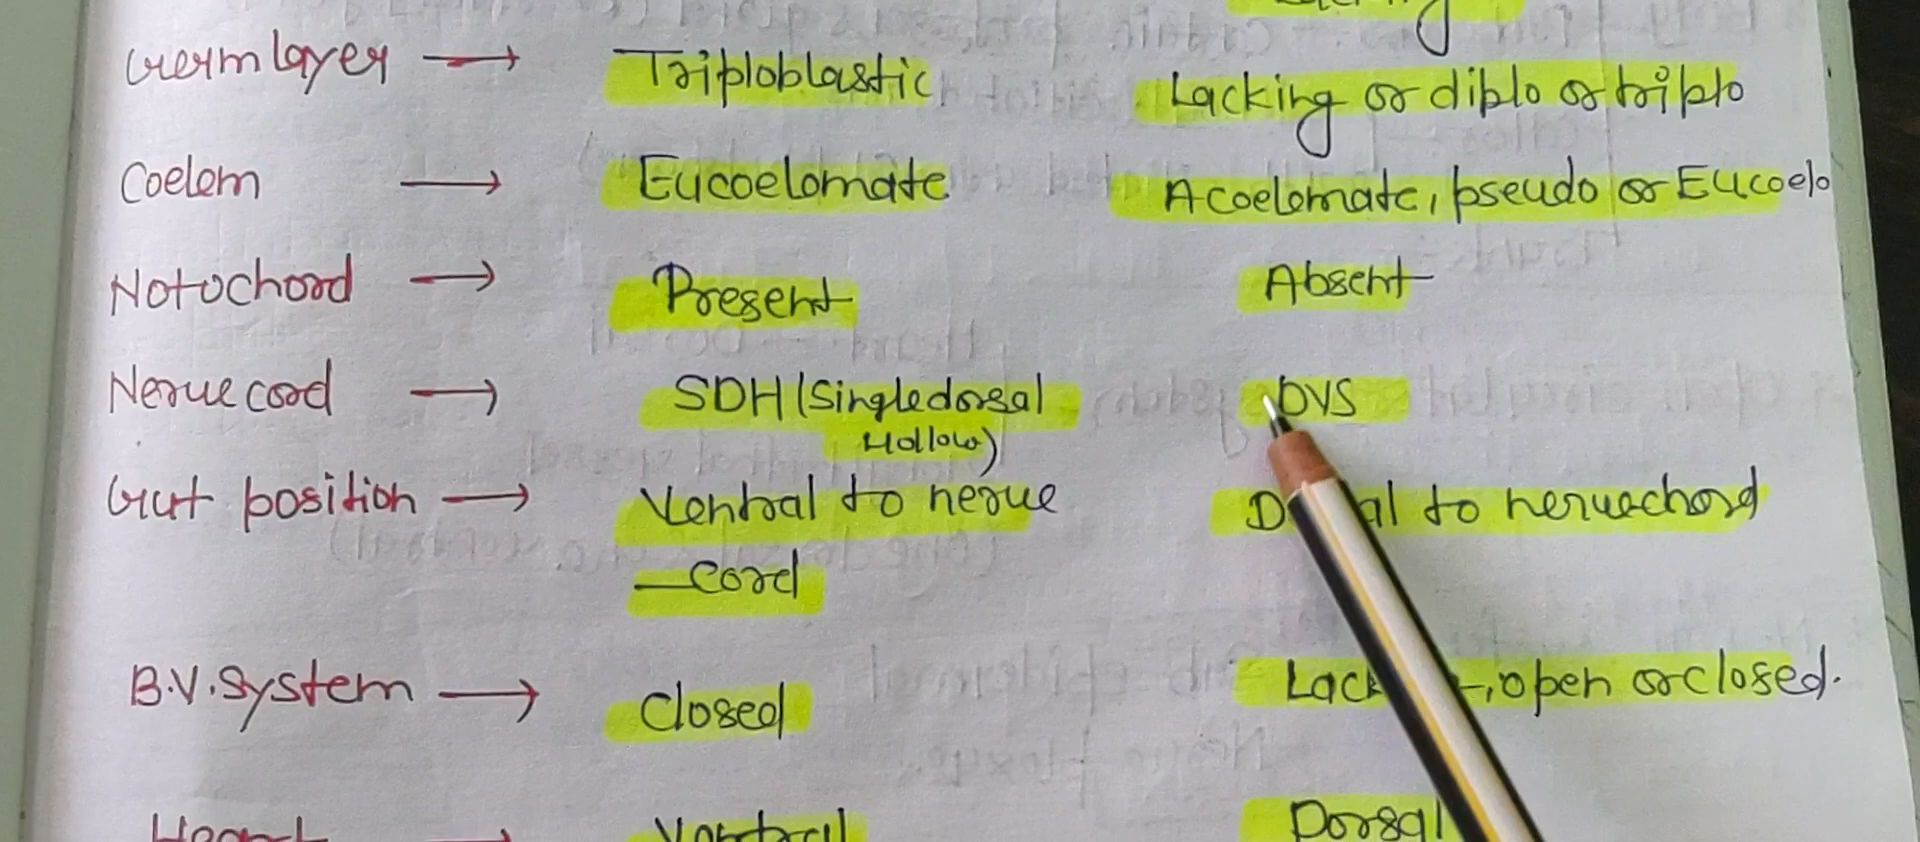 Germ layer → Triploblastic Lacking or diplo or triplo
Coelom → Eucoelomate Acoelomate, pseudo or Eucoelo
Notochord → Present Absent
Nerve cord → SDH (Single dorsal DVS
Hollow)
Gut position → Ventral to nerve to nervechord
— Cord
B.V. System → Closed open or closed.
Heart → Ventral Dorsal